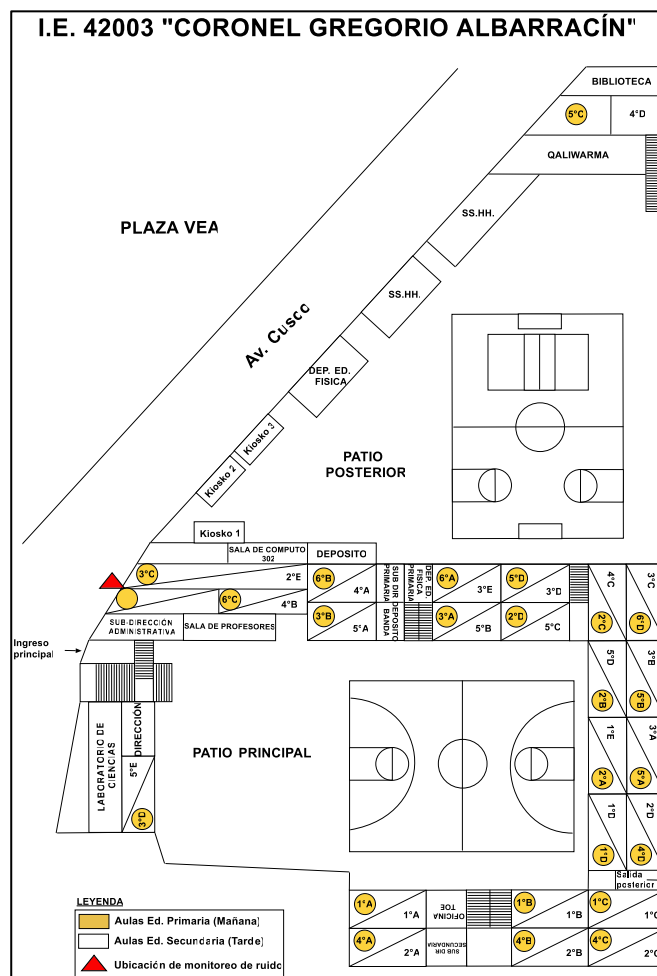 I.E. 42003 "CORONEL GREGORIO ALBARRACÍN"
BIBLIOTECA
5°C
4°D
QALIWARMA
SS.HH.
PLAZA VEA
SS.HH.
Av. Cusco
DEP. ED.
FISICA
Kiosko 3
PATIO
POSTERIOR
Kiosko 2
Kiosko 1
SALA DE COMPUTO
302
DEPOSITO
3°C
2°E
6°B
4°A
SUB DIR
PRIMARIA
DEP. ED.
FISICA
PRIMARIA
6°A
3°E
5°D
3°D
4°C
2°C
3°C
6°D
6°C
4°B
3°B
5°A
DEPOSITO
BANDA
3°A
5°B
2°D
5°C
SUB-DIRECCIÓN
ADMINISTRATIVA
SALA DE PROFESORES
Ingreso
principal
5°D
2°B
3°B
5°B
LABORATORIO DE
CIENCIAS
DIRECCIÓN
5°E
3°D
PATIO PRINCIPAL
1°E
2°A
3°A
5°A
1°D
1°D
2°D
4°D
Salida
posterior
1°A
1°A
OFICINA
TOE
1°B
1°B
1°C
1°C
4°A
2°A
SUB DIR
SECUNDARIA
4°B
2°B
4°C
2°C
LEYENDA
Aulas Ed. Primaria (Mañana)
Aulas Ed. Secundaria (Tarde)
Ubicación de monitoreo de ruido